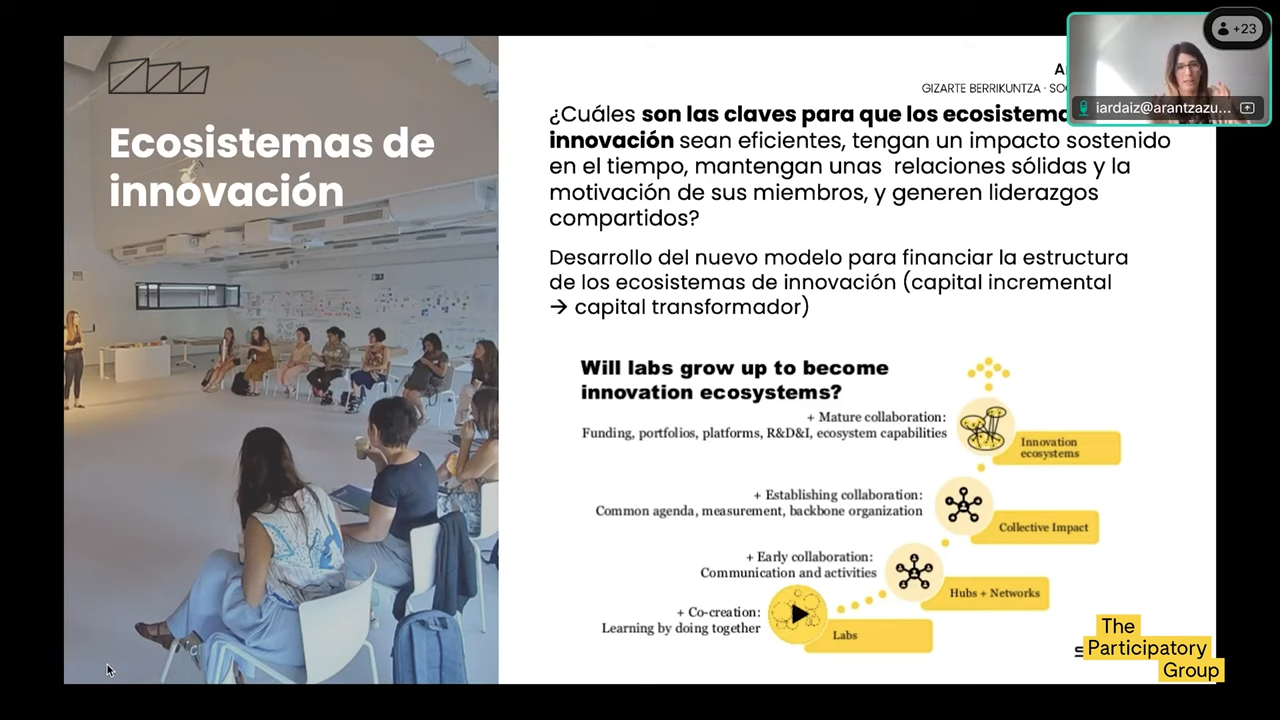 Ecosistemas de
innovación
GIZARTE BERRIKUNTZA ·
¿Cuáles son las claves para que los
innovación sean eficientes, tengan un impacto sostenido
en el tiempo, mantengan unas relaciones sólidas y la
motivación de sus miembros, y generen liderazgos
compartidos?
Desarrollo del nuevo modelo para financiar la estructura
de los ecosistemas de innovación (capital incremental
→ capital transformador)
Will labs grow up to become
innovation ecosystems?
+ Mature collaboration:
Funding, portfolios, platforms, R&D&I, ecosystem capabilities
Innovation
ecosystems
+ Establishing collaboration:
Common agenda, measurement, backbone organization
Collective Impact
+ Early collaboration:
Communication and activities
Hubs + Networks
+ Co-creation:
Learning by doing together
Labs
+23
iardaiz@arantzazu...
The
Participatory
Group